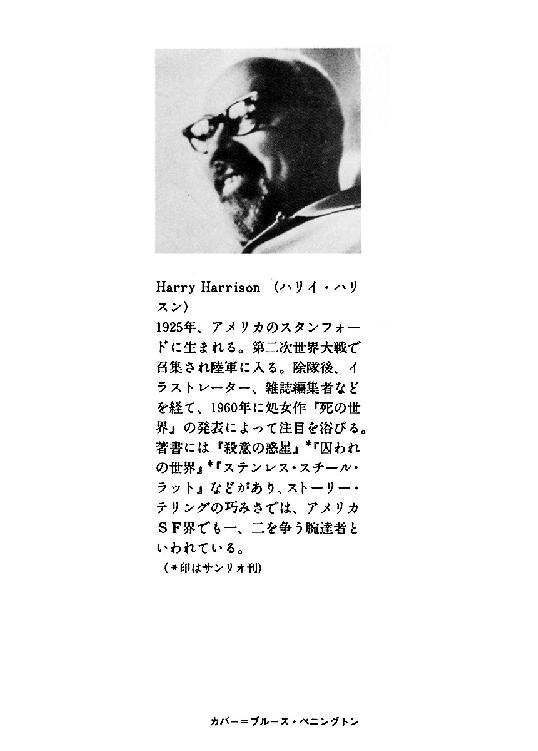 Harry Harrison (ハリイ・ハリ
スン)
1925年、アメリカのスタンフォー
ドに生まれる。第二次世界大戦で
召集され陸軍に入る。除隊後、イ
ラストレーター、雑誌編集者など
を経て、1960年に処女作『死の世
界』の発表によって注目を浴びる。
著書には『殺意の惑星』*『囚われ
の世界』*『ステンレス・スチール・
ラット』などがあり、ストーリー・
テリングの巧みさでは、アメリカ
SF界でも一、二を争う腕達者と
いわれている。
(*印はサンリオ刊)
カバー=ブルース・ペニングトン